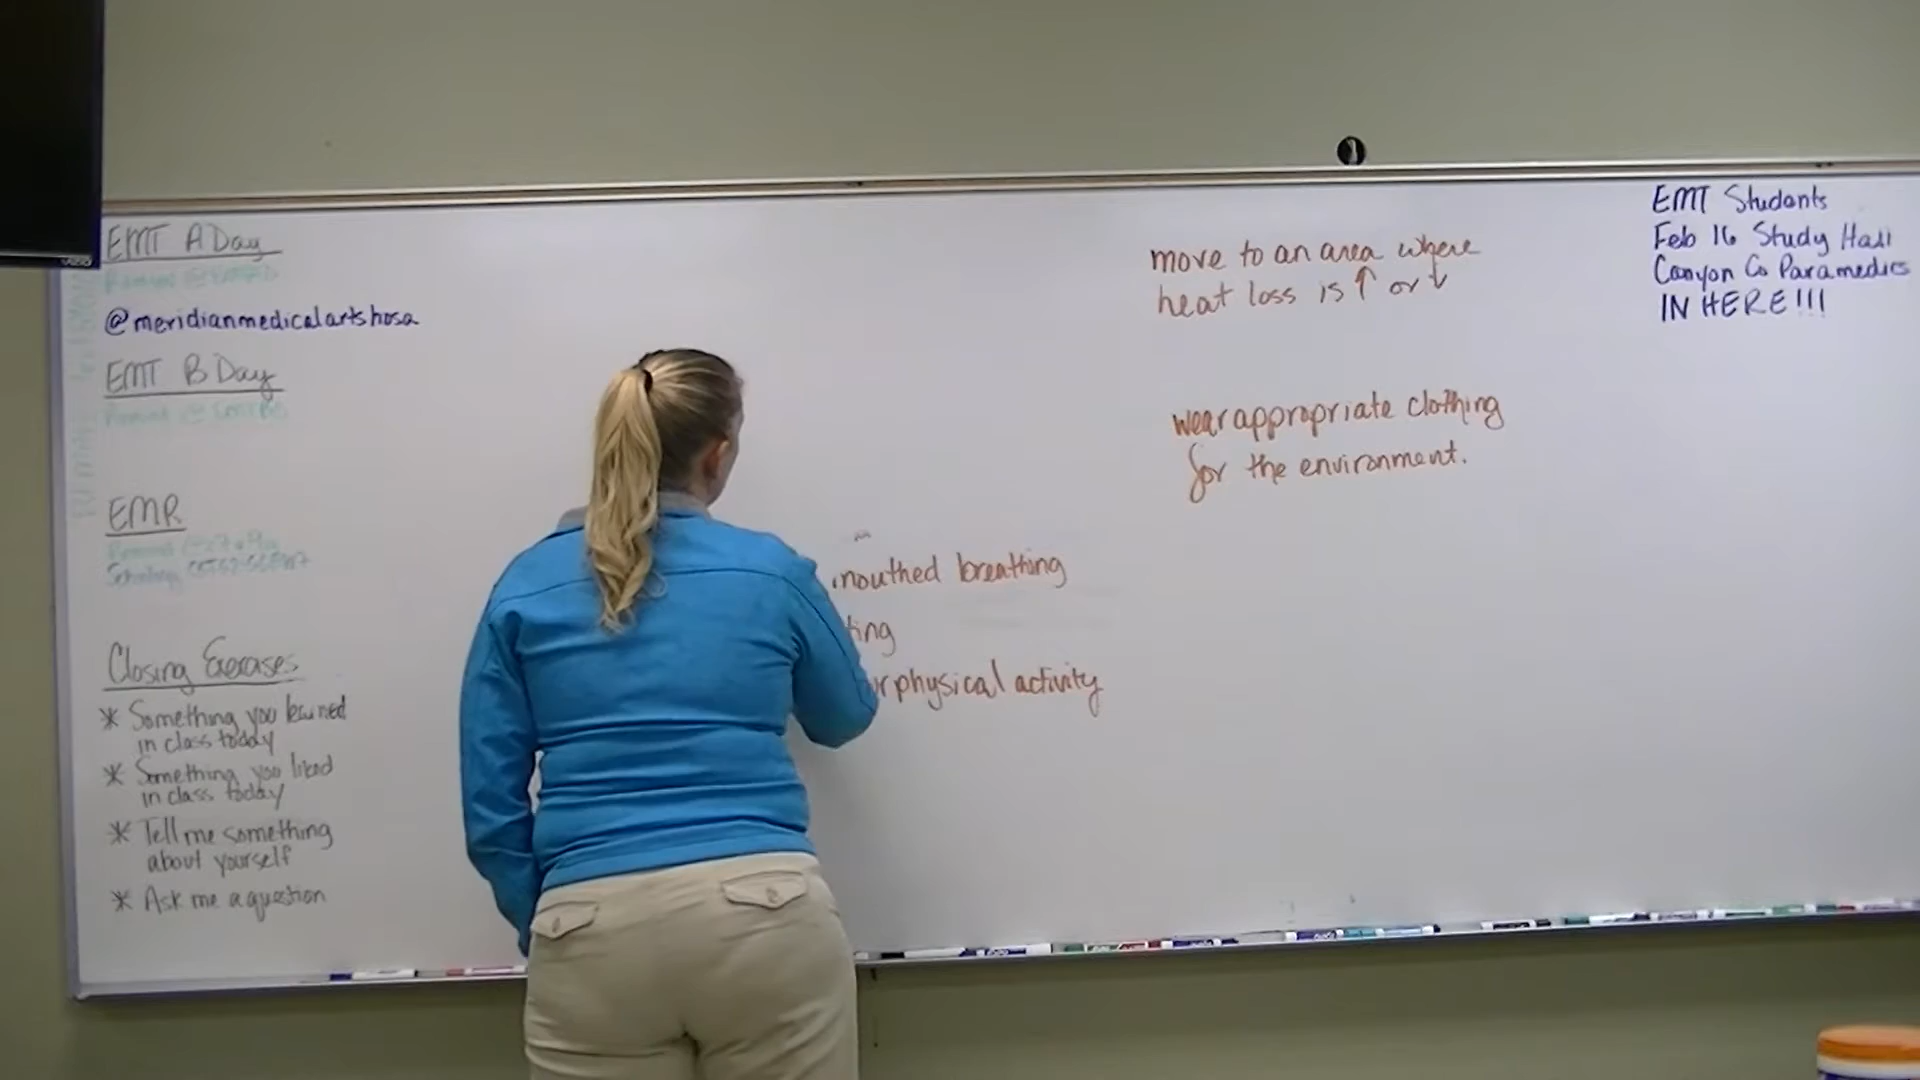 EMT A Day
@meridianmedicalartshosa
EMT B Day
EMR
Closing Exercises
* Something you learned
in class today
* Something you liked
in class today
* Tell me something
about yourself
* Ask me a question
mouthed breathing
ting
physical activity
move to an area where
heat loss is ↑ or ↓
wear appropriate clothing
for the environment.
EMT Students
Feb 16 Study Hall
Canyon Co Paramedics
IN HERE!!!